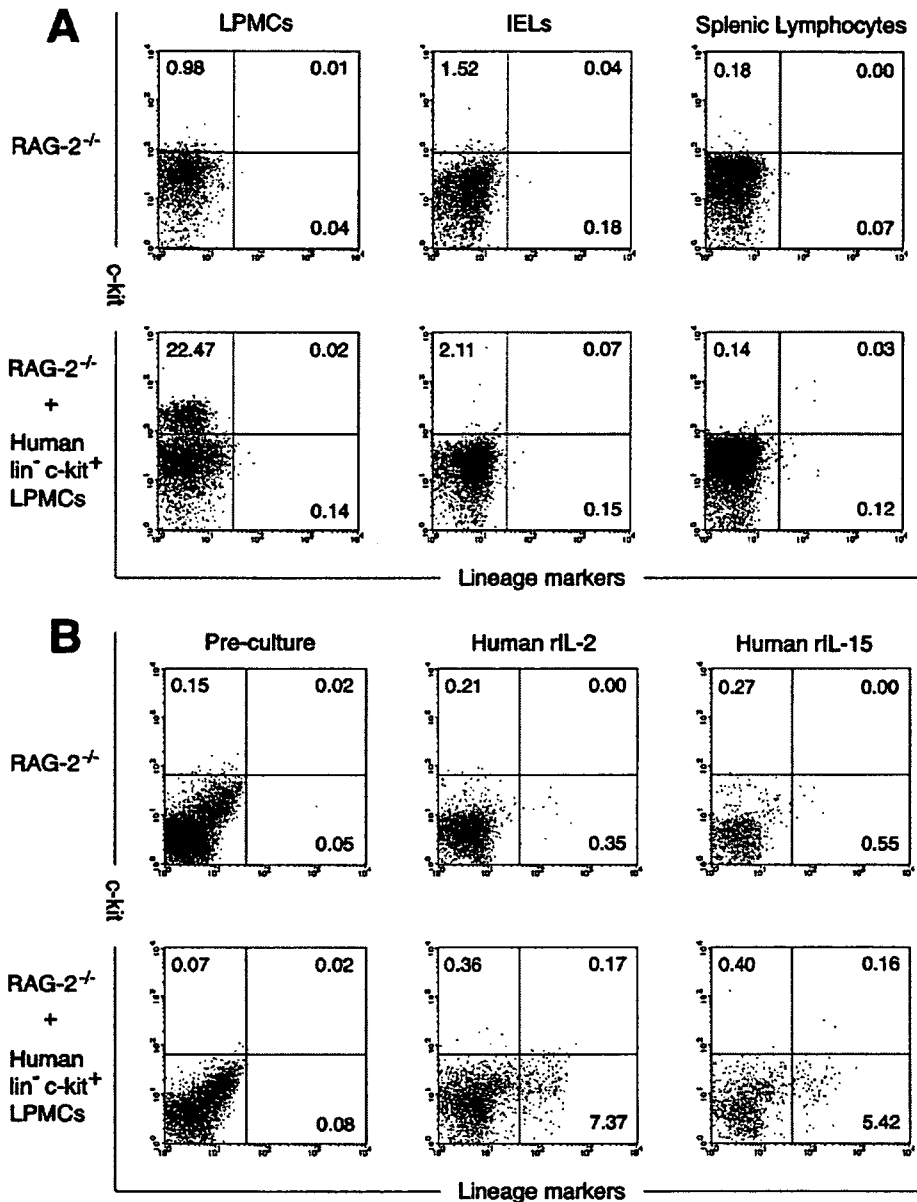 A
LPMCs IELs Splenic Lymphocytes
RAG-2-/-
0.98 0.01
0.04
1.52 0.04
0.18
0.18 0.00
0.07
c-kit
RAG-2-/-
+
Human
lin- c-kit+
LPMCs
22.47 0.02
0.14
2.11 0.07
0.15
0.14 0.03
0.12
Lineage markers
B
Pre-culture Human rIL-2 Human rIL-15
RAG-2-/-
0.15 0.02
0.05
0.21 0.00
0.35
0.27 0.00
0.55
c-kit
RAG-2-/-
+
Human
lin- c-kit+
LPMCs
0.07 0.02
0.08
0.36 0.17
7.37
0.40 0.16
5.42
Lineage markers